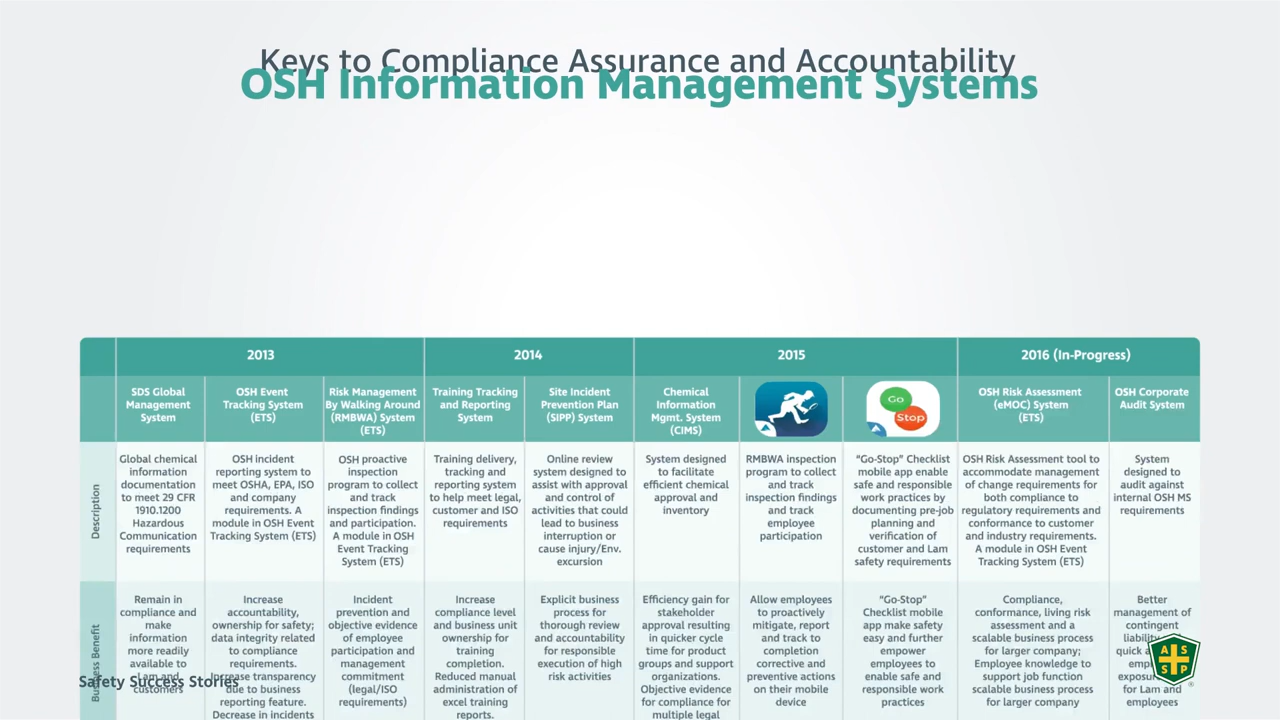 Keys to Compliance Assurance and Accountability
OSH Information Management Systems
2013
2014
2015
2016 (In-Progress)
SDS Global
Management
System
OSH Event
Tracking System
(ETS)
Risk Management
By Walking Around
(RMBWA) System
(ETS)
Training Tracking
and Reporting
System
Site Incident
Prevention Plan
(SIPP) System
Chemical
Information
Mgmt. System
(CIMS)
Go
Stop
OSH Risk Assessment
(eMOC) System
(ETS)
OSH Corporate
Audit System
Description
Global chemical
information
documentation
to meet 29 CFR
1910.1200
Hazardous
Communication
requirements
OSH incident
reporting system to
meet OSHA, EPA, ISO
and company
requirements. A
module in OSH Event
Tracking System (ETS)
OSH proactive
inspection
program to collect
and track
inspection findings
and participation.
A module in OSH
Event Tracking
System (ETS)
Training delivery,
tracking and
reporting system
to help meet legal,
customer and ISO
requirements
Online review
system designed to
assist with approval
and control of
activities that could
lead to business
interruption or
cause injury/Env.
excursion
System designed
to facilitate
efficient chemical
approval and
inventory
RMBWA inspection
program to collect
and track
inspection findings
and track
employee
participation
“Go-Stop” Checklist
mobile app enable
safe and responsible
work practices by
documenting pre-job
planning and
verification of
customer and Lam
safety requirements
OSH Risk Assessment tool to
accommodate management
of change requirements for
both compliance to
regulatory requirements and
conformance to customer
and industry requirements.
A module in OSH Event
Tracking System (ETS)
System
designed to
audit against
internal OSH MS
requirements
Business Benefit
Remain in
compliance and
make
information
more readily
available to
Lam and
customers
Increase
accountability,
ownership for safety;
data integrity related
to compliance
requirements.
Increase transparency
due to business
reporting feature.
Decrease in incidents
Incident
prevention and
objective evidence
of employee
participation and
management
commitment
(legal/ISO
requirements)
Increase
compliance level
and business unit
ownership for
training
completion.
Reduced manual
administration of
excel training
reports.
Explicit business
process for
thorough review
and accountability
for responsible
execution of high
risk activities
Efficiency gain for
stakeholder
approval resulting
in quicker cycle
time for product
groups and support
organizations.
Objective evidence
for compliance for
multiple legal
Allow employees
to proactively
mitigate, report
and track to
completion
corrective and
preventive actions
on their mobile
device
“Go-Stop”
Checklist mobile
app make safety
easy and further
empower
employees to
enable safe and
responsible work
practices
Compliance,
conformance, living risk
assessment and a
scalable business process
for larger company;
Employee knowledge to
support job function
scalable business process
for larger company
Better
management of
contingent
quick
for Lam and
employees
Safety Success Stories
A S
S P
®